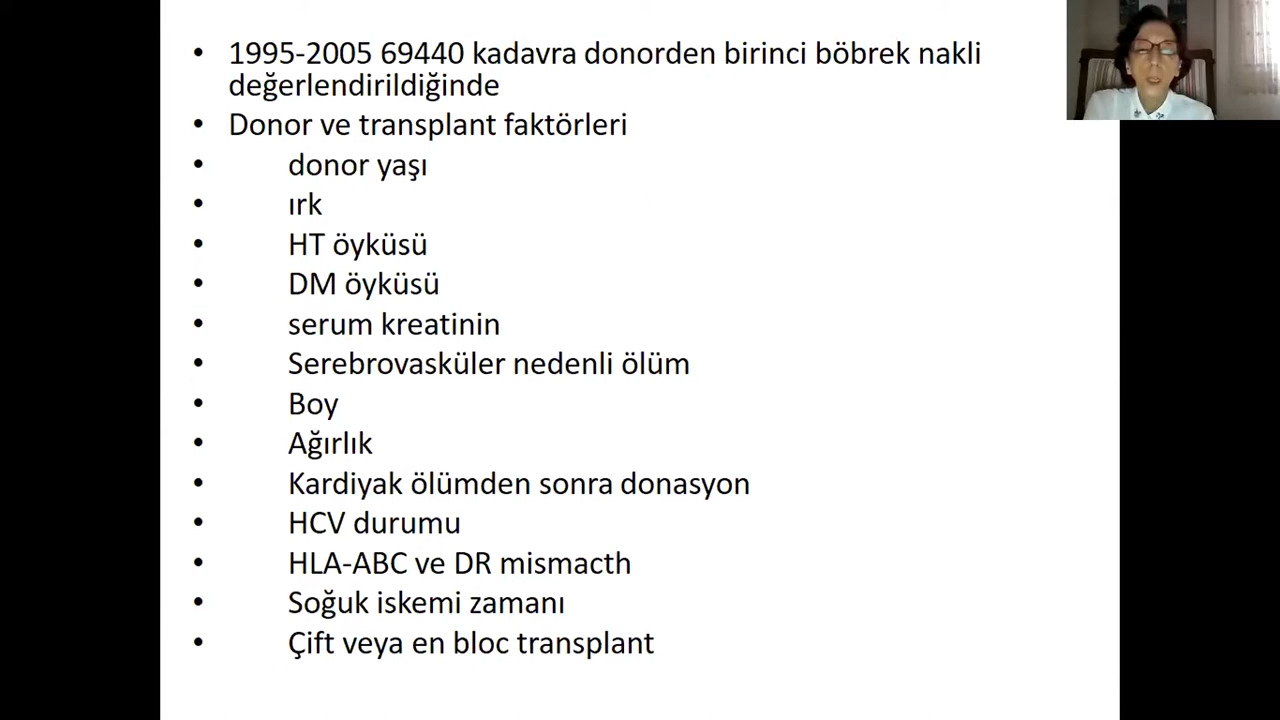 • 1995-2005 69440 kadavra donorden birinci böbrek nakli
değerlendirildiğinde
• Donor ve transplant faktörleri
• donor yaşı
• ırk
• HT öyküsü
• DM öyküsü
• serum kreatinin
• Serebrovasküler nedenli ölüm
• Boy
• Ağırlık
• Kardiyak ölümden sonra donasyon
• HCV durumu
• HLA-ABC ve DR mismacth
• Soğuk iskemi zamanı
• Çift veya en bloc transplant